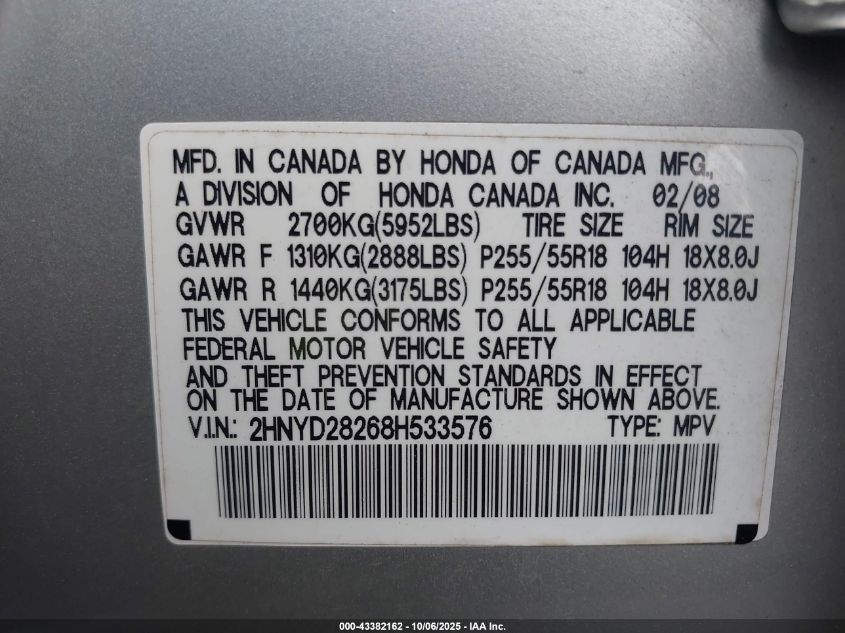 MFD. IN CANADA BY HONDA OF CANADA MFG.,
A DIVISION OF HONDA CANADA INC. 02/08
GVWR 2700KG(5952LBS) TIRE SIZE RIM SIZE
GAWR F 1310KG(2888LBS) P255/55R18 104H 18X8.0J
GAWR R 1440KG(3175LBS) P255/55R18 104H 18X8.0J
THIS VEHICLE CONFORMS TO ALL APPLICABLE
FEDERAL MOTOR VEHICLE SAFETY
AND THEFT PREVENTION STANDARDS IN EFFECT
ON THE DATE OF MANUFACTURE SHOWN ABOVE.
V.I.N.: 2HNYD28268H533576 TYPE: MPV
000-43382162 - 10/06/2025 - IAA Inc.